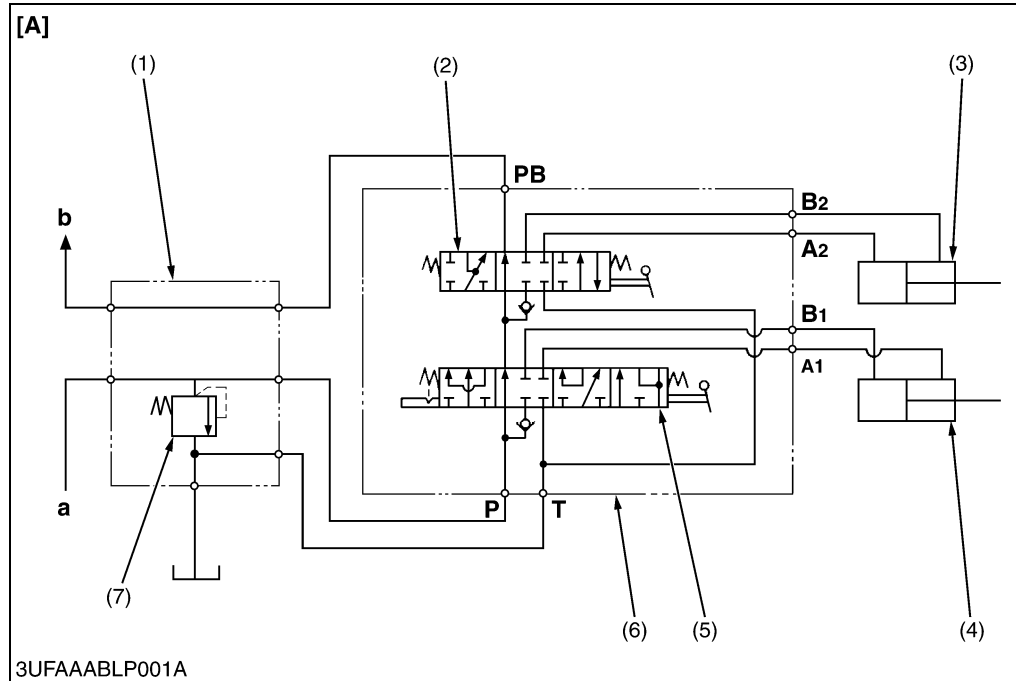 [A]
(1)
(2)
(3)
PB
B2
A2
b
B1
A1
a
P
T
(7)
(6)
(5)
(4)
3UFAAABLP001A